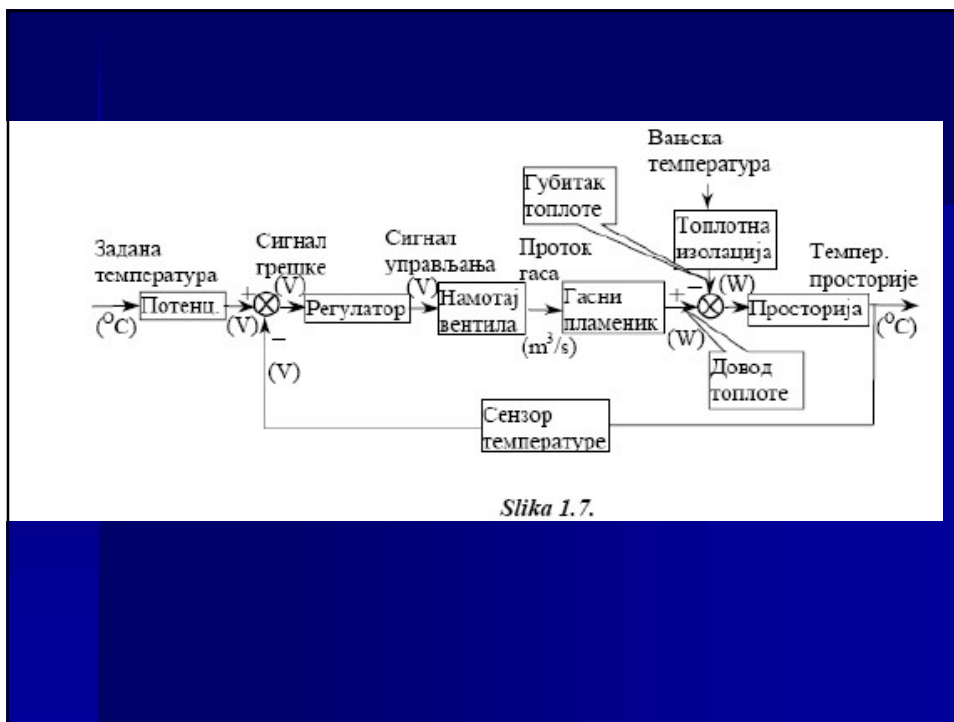 Вањска
температура
Губитак
топлоте
Топлотна
изолација
Задана
температура
Сигнал
грешке
Сигнал
управљања
Проток
гаса
Темпер.
просторије
(°C)
Потенц.
(V)
+
−
(V)
(V)
Регулатор
(V)
Намотај
вентила
(m³/s)
Гасни
пламеник
+
−
(W)
(W)
Просторија
(°C)
Довод
топлоте
Сензор
температуре
Slika 1.7.